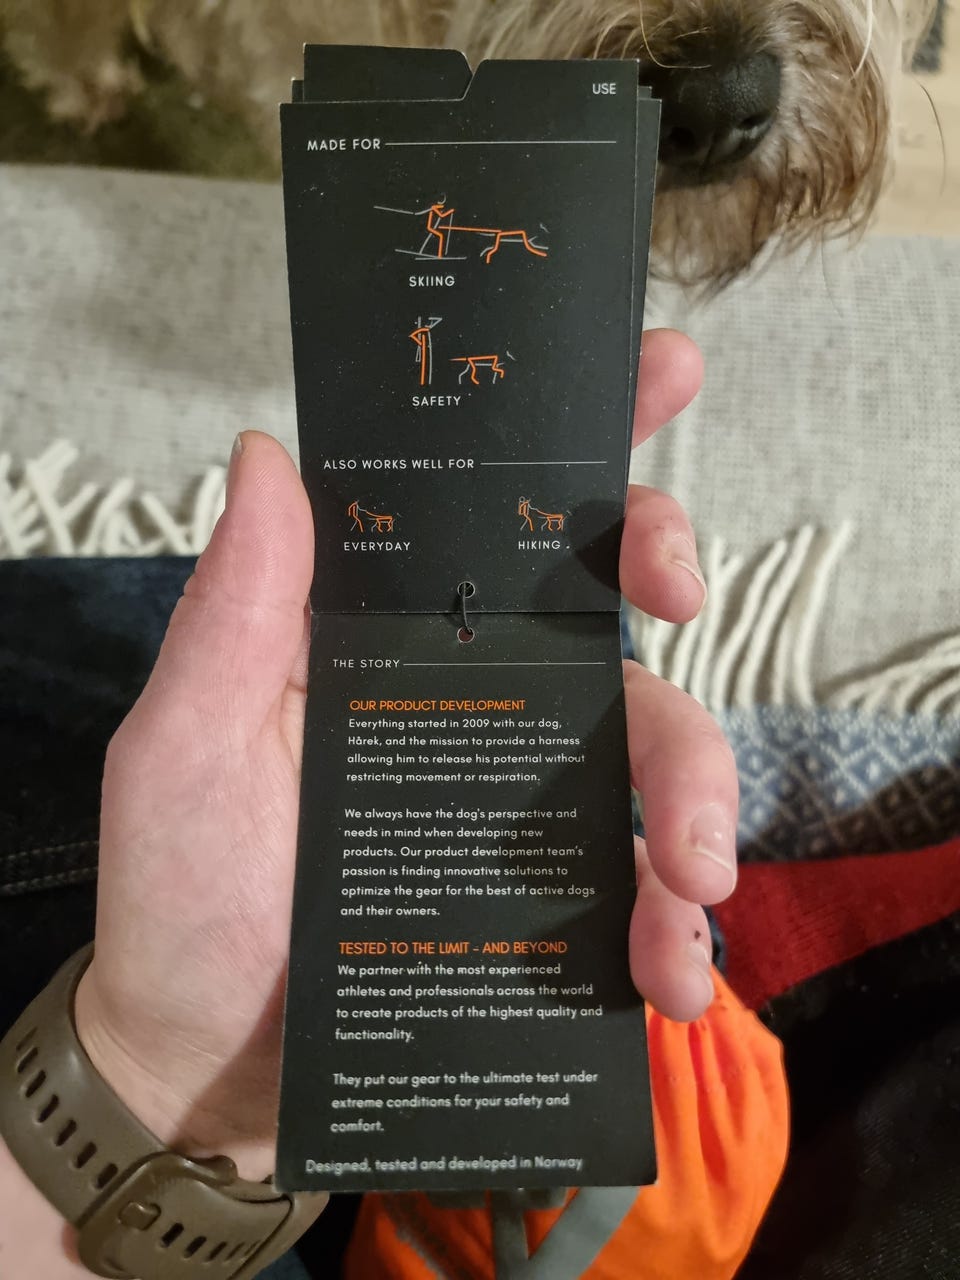 USE
MADE FOR
SKIING
SAFETY
ALSO WORKS WELL FOR
EVERYDAY
HIKING
THE STORY
OUR PRODUCT DEVELOPMENT
Everything started in 2009 with our dog,
Hårek, and the mission to provide a harness
allowing him to release his potential without
restricting movement or respiration.
We always have the dog's perspective and
needs in mind when developing new
products. Our product development team's
passion is finding innovative solutions to
optimize the gear for the best of active dogs
and their owners.
TESTED TO THE LIMIT - AND BEYOND
We partner with the most experienced
athletes and professionals across the world
to create products of the highest quality and
functionality.
They put our gear to the ultimate test under
extreme conditions for your safety and
comfort.
Designed, tested and developed in Norway